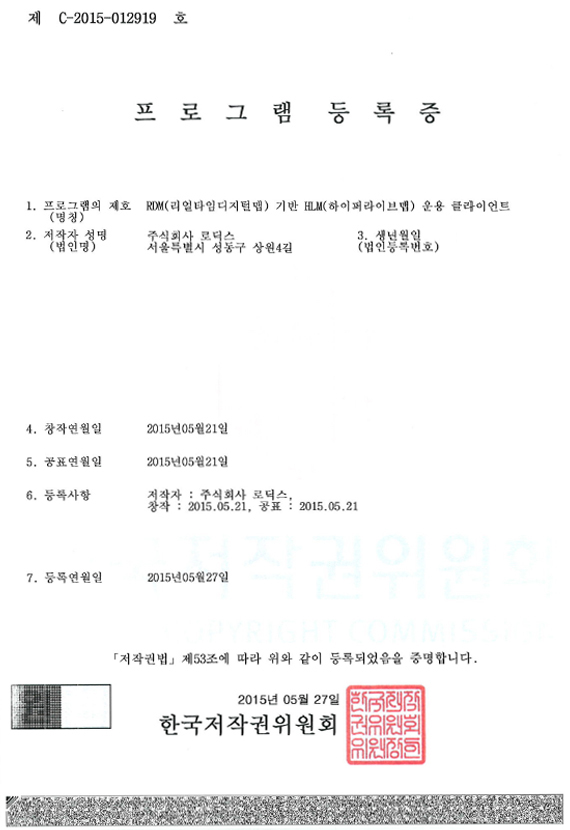 제 C-2015-012919 호
프로그램 등록증
1. 프로그램의 제호 RDM(리얼타임디지털맵) 기반 HLM(하이퍼라이브맵) 운용 클라이언트
(명칭)
2. 저작자 성명 주식회사 로딕스 3. 생년월일
(법인명) 서울특별시 성동구 상원4길 (법인등록번호)
4. 창작연월일 2015년05월21일
5. 공표연월일 2015년05월21일
6. 등록사항 저작자 : 주식회사 로딕스,
창작 : 2015.05.21, 공표 : 2015.05.21
7. 등록연월일 2015년05월27일
저작권위원회
COPYRIGHT COMMISSION
「저작권법」제53조에 따라 위와 같이 등록되었음을 증명합니다.
2015년 05월 27일
한국저작권위원회